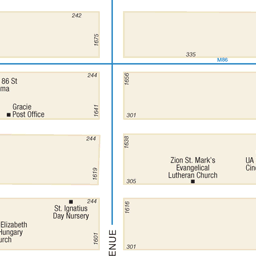 242
1675
335
M86
244
1656
86 St
ma
Gracie
Post Office
1641
301
244
1638
Zion St. Mark's
Evangelical
Lutheran Church
UA
Cin
1619
305
244
St. Ignatius
Day Nursery
1616
Elizabeth
Hungary
urch
1601
301
ENUE